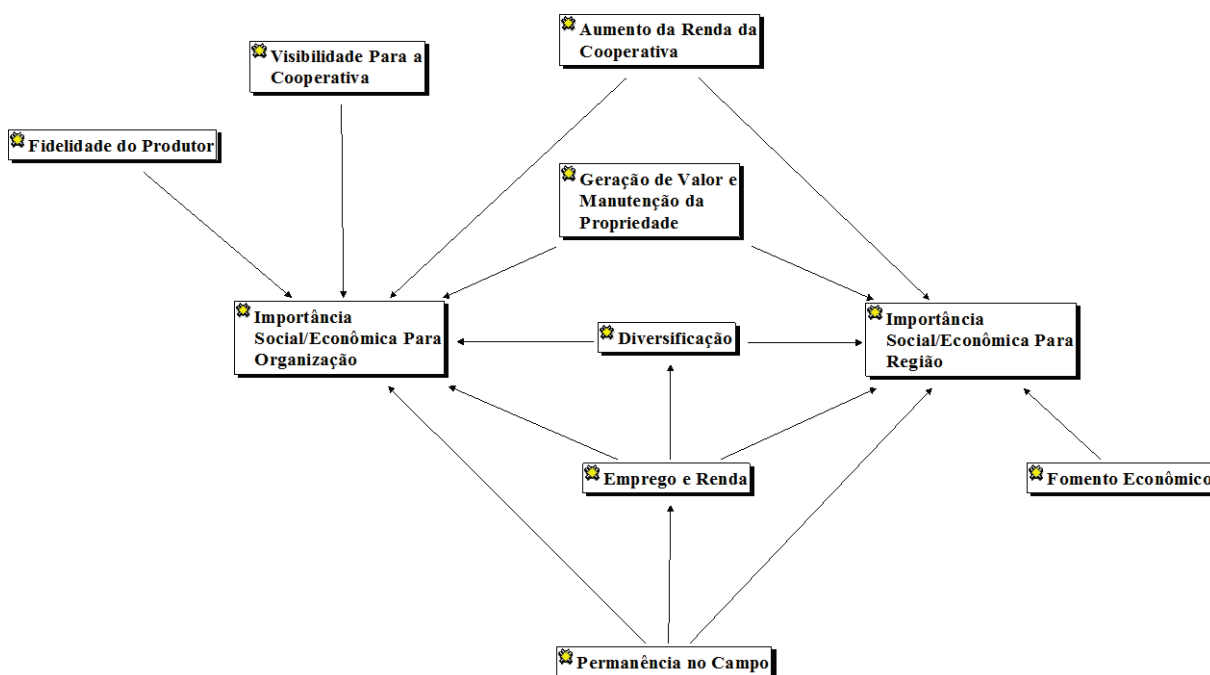 Aumento da Renda da
Cooperativa
Visibilidade Para a
Cooperativa
Fidelidade do Produtor
Geração de Valor e
Manutenção da
Propriedade
Importância
Social/Econômica Para
Organização
Diversificação
Importância
Social/Econômica Para
Região
Emprego e Renda
Fomento Econômico
Permanência no Campo